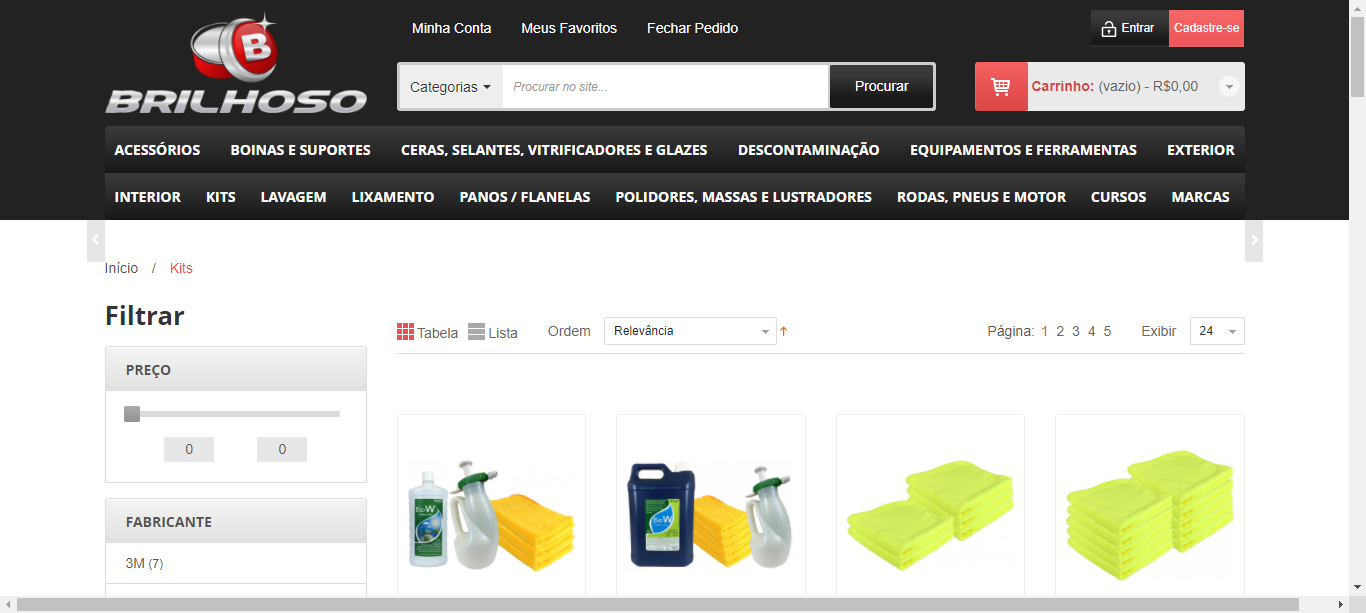 Minha Conta Meus Favoritos Fechar Pedido Entrar Cadastre-se
B
BRILHOSO
Categorias Procurar no site... Procurar Carrinho: (vazio) - R$0,00
ACESSÓRIOS BOINAS E SUPORTES CERAS, SELANTES, VITRIFICADORES E GLAZES DESCONTAMINAÇÃO EQUIPAMENTOS E FERRAMENTAS EXTERIOR
INTERIOR KITS LAVAGEM LIXAMENTO PANOS / FLANELAS POLIDORES, MASSAS E LUSTRADORES RODAS, PNEUS E MOTOR CURSOS MARCAS
Início / Kits
Filtrar
Tabela Lista Ordem Relevância Página: 1 2 3 4 5 Exibir 24
PREÇO
0 0
FABRICANTE
3M (7)
Bio W
Bio W